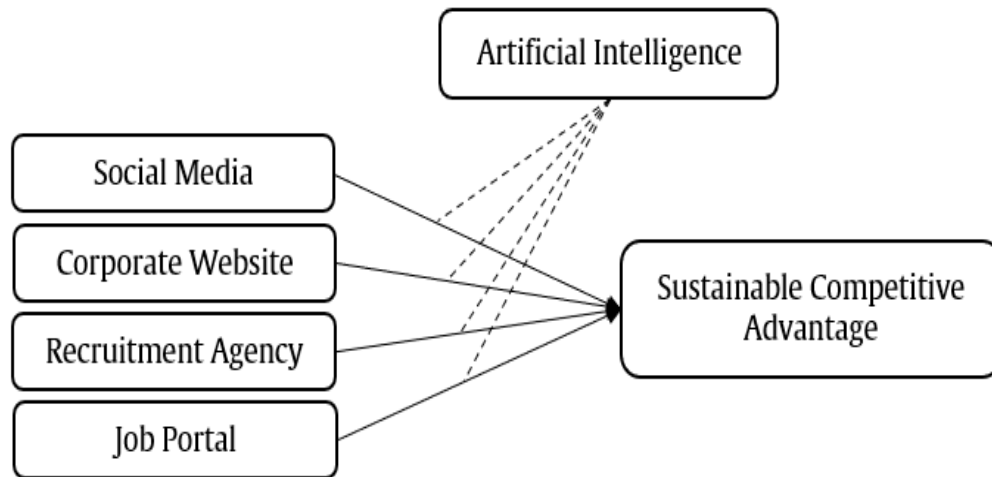 Artificial Intelligence
Social Media
Corporate Website
Recruitment Agency
Job Portal
Sustainable Competitive
Advantage